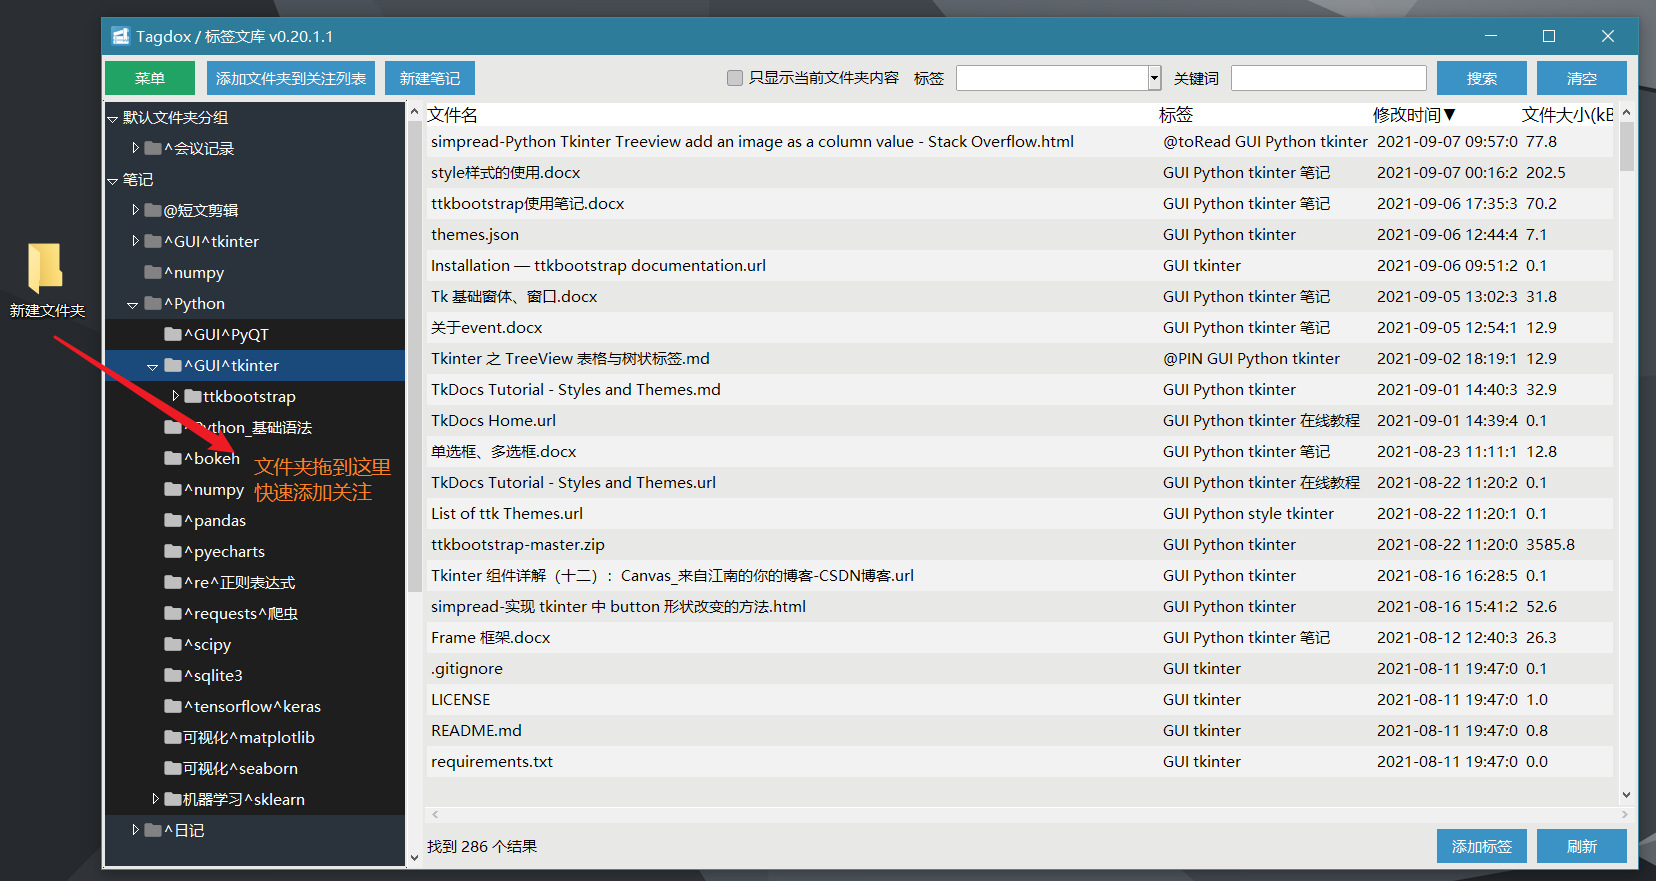 Tagdox / 标签文库 v0.20.1.1
菜单 添加文件夹到关注列表 新建笔记 只显示当前文件夹内容 标签 关键词 搜索 清空
新建文件夹
默认文件夹分组
^会议记录
笔记
@短文剪辑
^GUI^tkinter
^numpy
^Python
^GUI^PyQT
^GUI^tkinter
ttkbootstrap
Python_基础语法
^bokeh
^numpy
^pandas
^pyecharts
^re^正则表达式
^requests^爬虫
^scipy
^sqlite3
^tensorflow^keras
可视化^matplotlib
可视化^seaborn
机器学习^sklearn
^日记
文件夹拖到这里
快速添加关注
文件名 标签 修改时间▼ 文件大小(kB
simpread-Python Tkinter Treeview add an image as a column value - Stack Overflow.html @toRead GUI Python tkinter 2021-09-07 09:57:0 77.8
style样式的使用.docx GUI Python tkinter 笔记 2021-09-07 00:16:2 202.5
ttkbootstrap使用笔记.docx GUI Python tkinter 笔记 2021-09-06 17:35:3 70.2
themes.json GUI Python tkinter 2021-09-06 12:44:4 7.1
Installation — ttkbootstrap documentation.url GUI tkinter 2021-09-06 09:51:2 0.1
Tk 基础窗体、窗口.docx GUI Python tkinter 笔记 2021-09-05 13:02:3 31.8
关于event.docx GUI Python tkinter 笔记 2021-09-05 12:54:1 12.9
Tkinter 之 TreeView 表格与树状标签.md @PIN GUI Python tkinter 2021-09-02 18:19:1 12.9
TkDocs Tutorial - Styles and Themes.md GUI Python tkinter 2021-09-01 14:40:3 32.9
TkDocs Home.url GUI Python tkinter 在线教程 2021-09-01 14:39:4 0.1
单选框、多选框.docx GUI Python tkinter 笔记 2021-08-23 11:11:1 12.8
TkDocs Tutorial - Styles and Themes.url GUI Python tkinter 在线教程 2021-08-22 11:20:2 0.1
List of ttk Themes.url GUI Python style tkinter 2021-08-22 11:20:1 0.1
ttkbootstrap-master.zip GUI Python tkinter 2021-08-22 11:20:0 3585.8
Tkinter 组件详解（十二）：Canvas_来自江南的你的博客-CSDN博客.url GUI Python tkinter 2021-08-16 16:28:5 0.1
simpread-实现 tkinter 中 button 形状改变的方法.html GUI Python tkinter 2021-08-16 15:41:2 52.6
Frame 框架.docx GUI Python tkinter 笔记 2021-08-12 12:40:3 26.3
.gitignore GUI tkinter 2021-08-11 19:47:0 0.1
LICENSE GUI tkinter 2021-08-11 19:47:0 1.0
README.md GUI tkinter 2021-08-11 19:47:0 0.8
requirements.txt GUI tkinter 2021-08-11 19:47:0 0.0
找到 286 个结果 添加标签 刷新